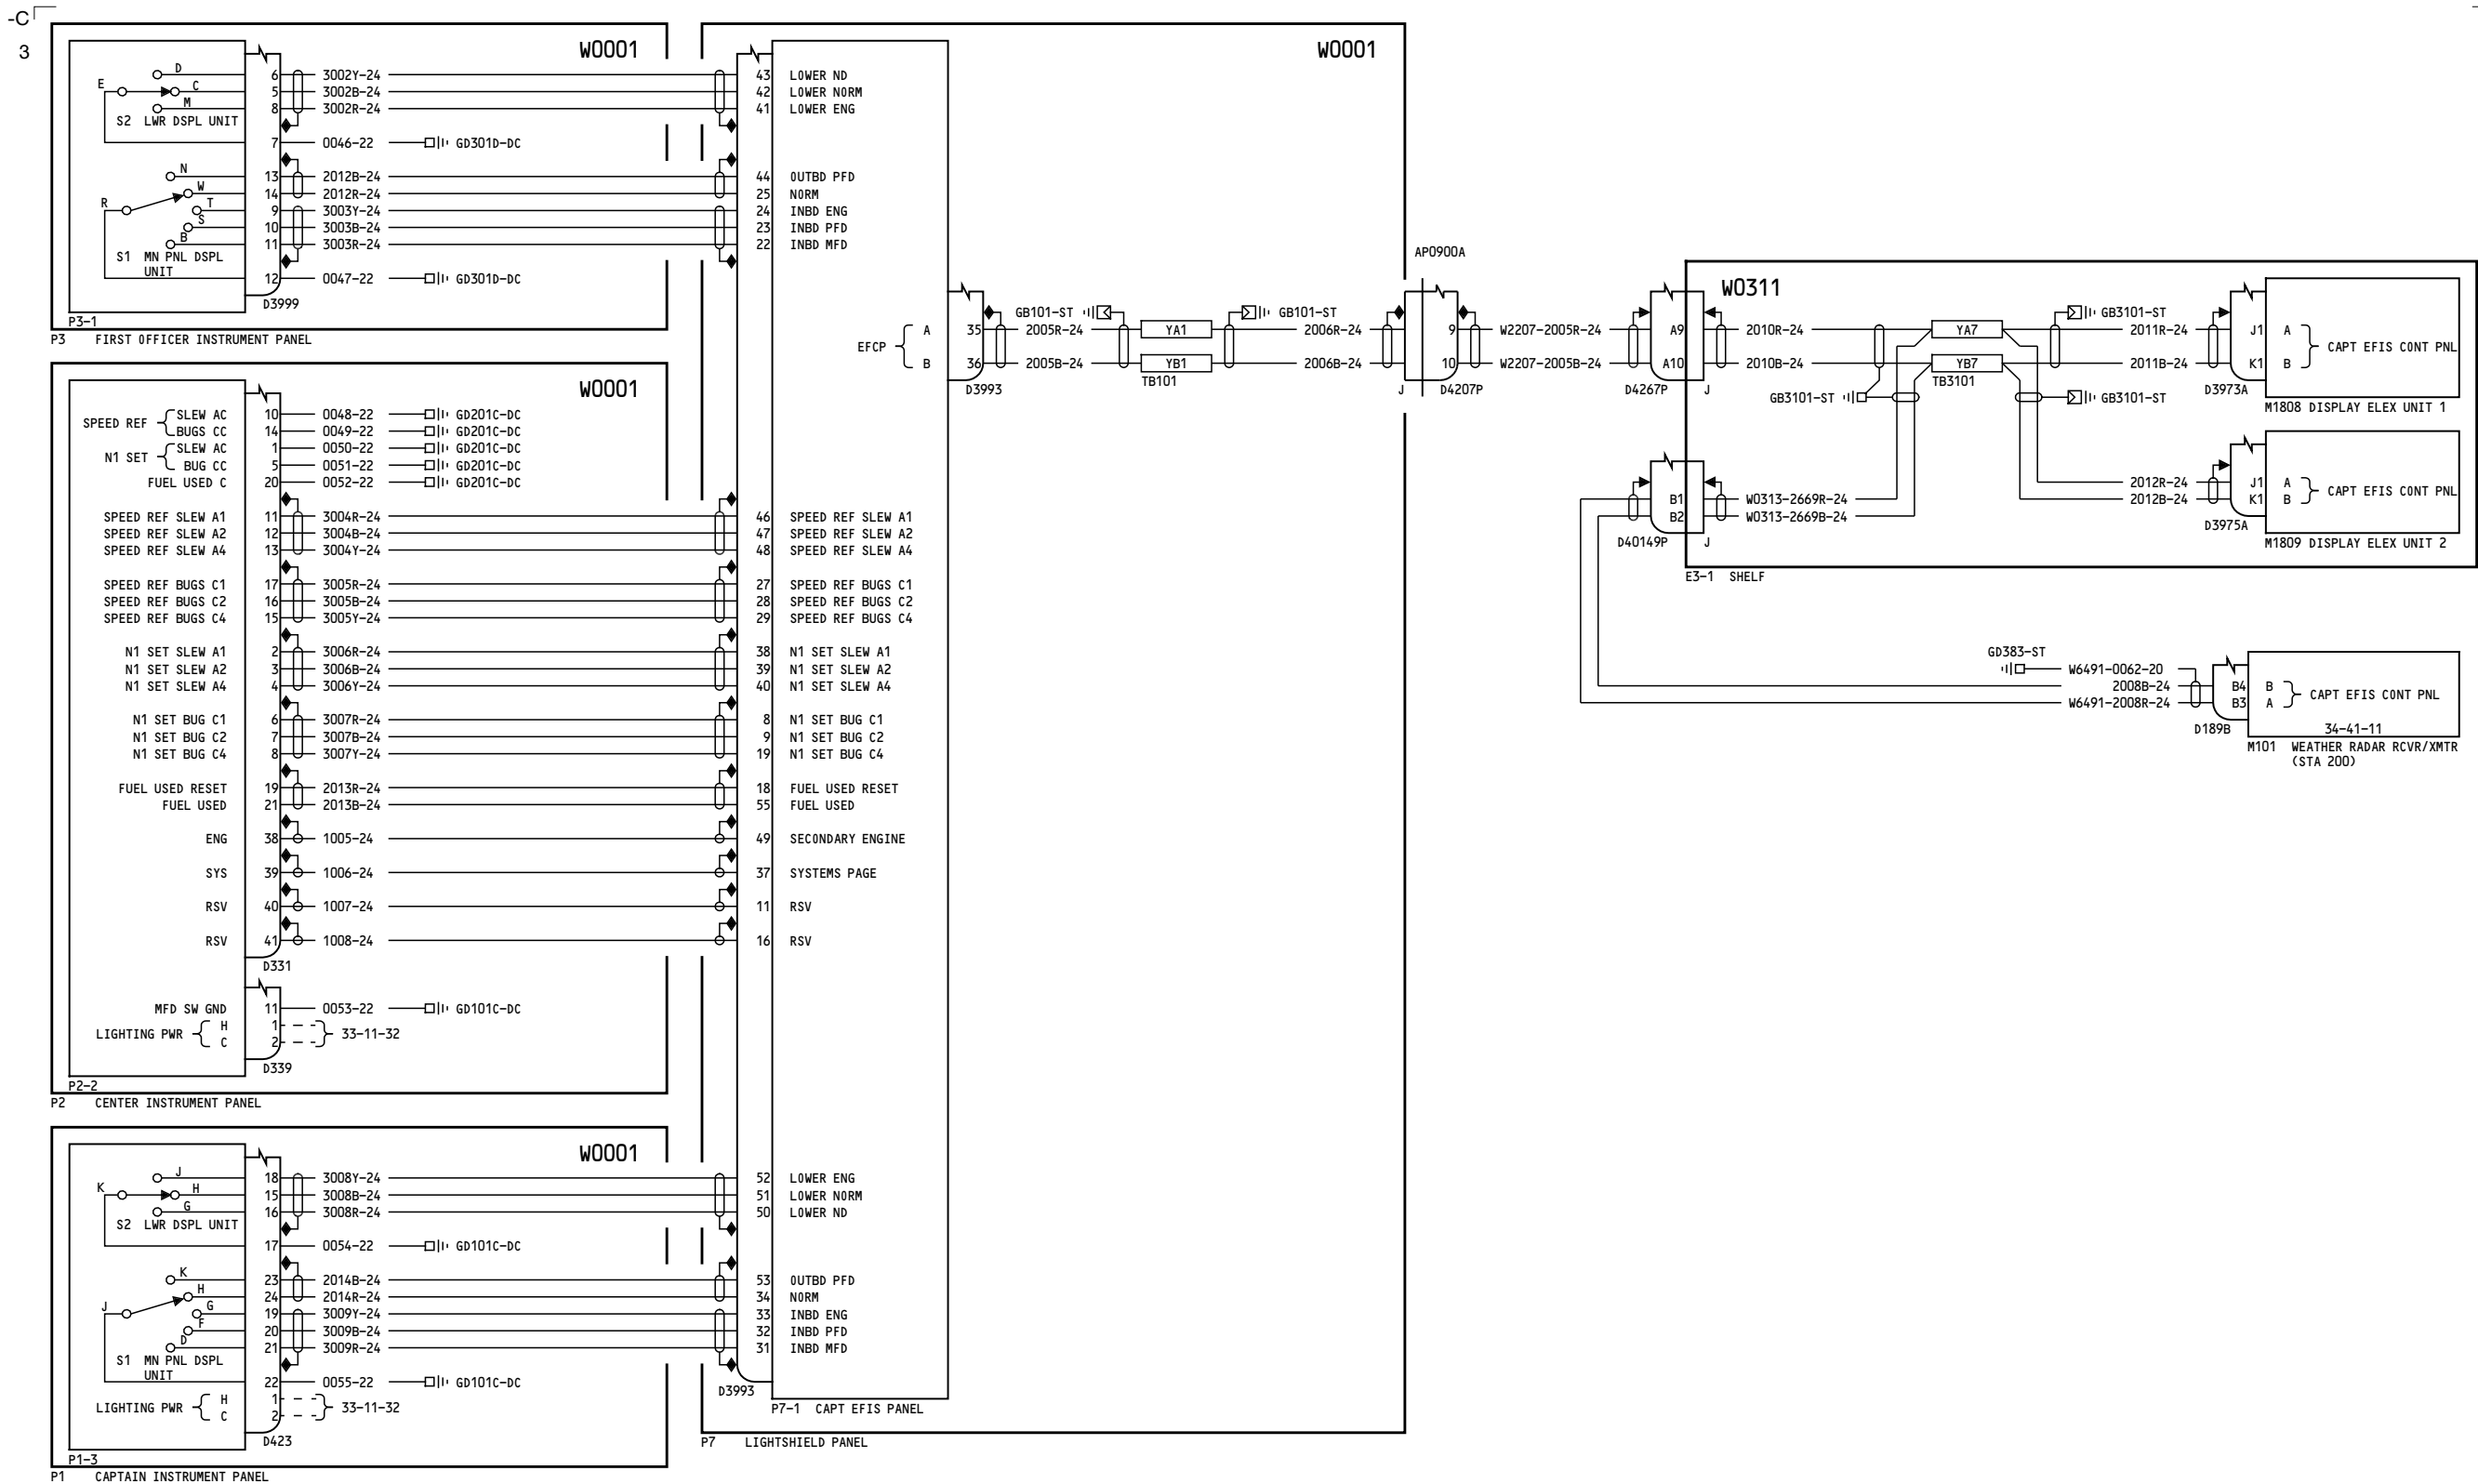 -C
3
W0001
D
6 3002Y-24
E C
5 3002B-24
M
8 3002R-24
S2 LWR DSPL UNIT
7 0046-22 GD301D-DC
N
13 2012B-24
W
14 2012R-24
R T
9 3003Y-24
S
10 3003B-24
B
11 3003R-24
S1 MN PNL DSPL
UNIT
12 0047-22 GD301D-DC
D3999
P3-1
P3 FIRST OFFICER INSTRUMENT PANEL
W0001
SPEED REF
SLEW AC 10 0048-22 GD201C-DC
BUGS CC 14 0049-22 GD201C-DC
N1 SET
SLEW AC 1 0050-22 GD201C-DC
BUG CC 5 0051-22 GD201C-DC
FUEL USED C 20 0052-22 GD201C-DC
SPEED REF SLEW A1 11 3004R-24
SPEED REF SLEW A2 12 3004B-24
SPEED REF SLEW A4 13 3004Y-24
SPEED REF BUGS C1 17 3005R-24
SPEED REF BUGS C2 16 3005B-24
SPEED REF BUGS C4 15 3005Y-24
N1 SET SLEW A1 2 3006R-24
N1 SET SLEW A2 3 3006B-24
N1 SET SLEW A4 4 3006Y-24
N1 SET BUG C1 6 3007R-24
N1 SET BUG C2 7 3007B-24
N1 SET BUG C4 8 3007Y-24
FUEL USED RESET 19 2013R-24
FUEL USED 21 2013B-24
ENG 38 1005-24
SYS 39 1006-24
RSV 40 1007-24
RSV 41 1008-24
D331
MFD SW GND 11 0053-22 GD101C-DC
LIGHTING PWR
H 1
C 2
33-11-32
D339
P2-2
P2 CENTER INSTRUMENT PANEL
W0001
J
18 3008Y-24
K H
15 3008B-24
G
16 3008R-24
S2 LWR DSPL UNIT
17 0054-22 GD101C-DC
K
23 2014B-24
H
24 2014R-24
J G
19 3009Y-24
F
20 3009B-24
D
21 3009R-24
S1 MN PNL DSPL
UNIT
22 0055-22 GD101C-DC
LIGHTING PWR
H 1
C 2
33-11-32
D423
P1-3
P1 CAPTAIN INSTRUMENT PANEL
W0001
43 LOWER ND
42 LOWER NORM
41 LOWER ENG
44 OUTBD PFD
25 NORM
24 INBD ENG
23 INBD PFD
22 INBD MFD
46 SPEED REF SLEW A1
47 SPEED REF SLEW A2
48 SPEED REF SLEW A4
27 SPEED REF BUGS C1
28 SPEED REF BUGS C2
29 SPEED REF BUGS C4
38 N1 SET SLEW A1
39 N1 SET SLEW A2
40 N1 SET SLEW A4
8 N1 SET BUG C1
9 N1 SET BUG C2
19 N1 SET BUG C4
18 FUEL USED RESET
55 FUEL USED
49 SECONDARY ENGINE
37 SYSTEMS PAGE
11 RSV
16 RSV
52 LOWER ENG
51 LOWER NORM
50 LOWER ND
53 OUTBD PFD
34 NORM
33 INBD ENG
32 INBD PFD
31 INBD MFD
D3993
P7-1 CAPT EFIS PANEL
P7 LIGHTSHIELD PANEL
EFCP
A 35 2005R-24 YA1 2006R-24
B 36 2005B-24 YB1 2006B-24
GB101-ST GB101-ST
D3993
TB101
AP0900A
9 W2207-2005R-24 A9
10 W2207-2005B-24 A10
J D4207P D4267P J
W0311
2010R-24 YA7 2011R-24 J1 A
2010B-24 YB7 2011B-24 K1 B
CAPT EFIS CONT PNL
GB3101-ST
TB3101
GB3101-ST
GB3101-ST
D3973A
M1808 DISPLAY ELEX UNIT 1
B1 W0313-2669R-24
B2 W0313-2669B-24
D40149P J
2012R-24 J1 A
2012B-24 K1 B
CAPT EFIS CONT PNL
D3975A
M1809 DISPLAY ELEX UNIT 2
E3-1 SHELF
GD383-ST
W6491-0062-20
2008B-24 B4 B
W6491-2008R-24 B3 A
CAPT EFIS CONT PNL
D189B
34-41-11
M101 WEATHER RADAR RCVR/XMTR
(STA 200)